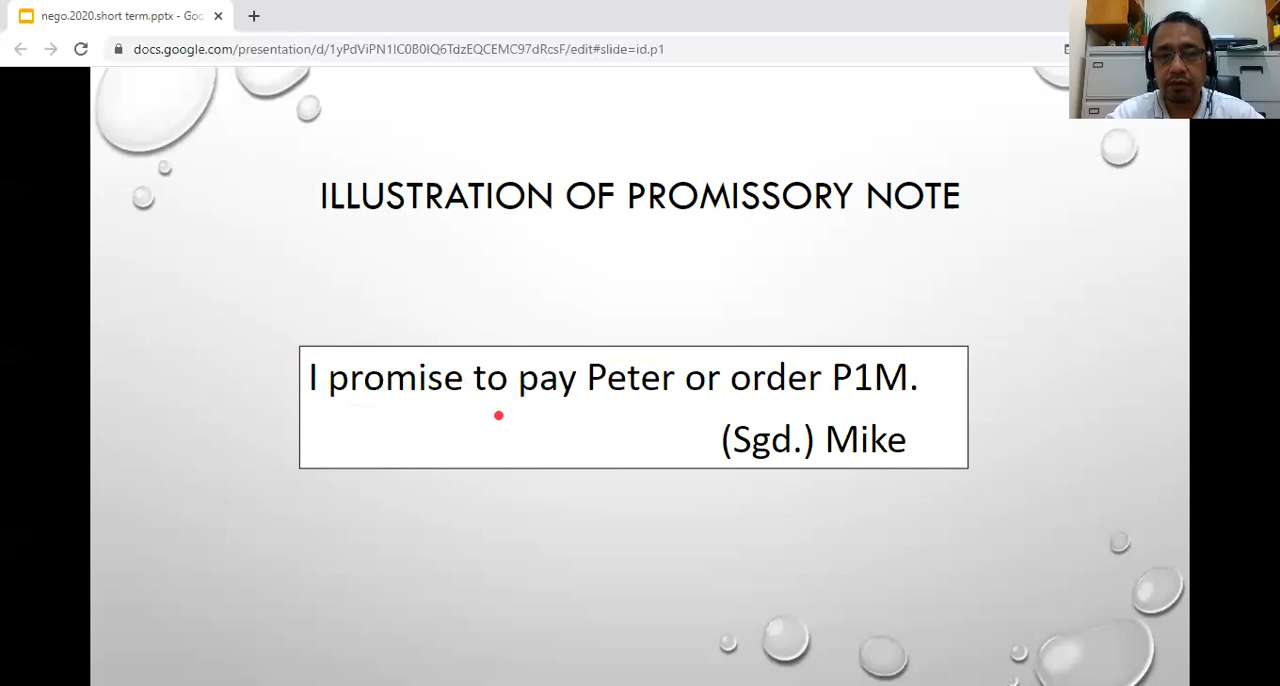 nego.2020.short term.pptx - Goo
docs.google.com/presentation/d/1yPdViPN1lC0B0IQ6TdzEQCEMC97dRcsF/edit#slide=id.p1
ILLUSTRATION OF PROMISSORY NOTE
I promise to pay Peter or order P1M.
(Sgd.) Mike